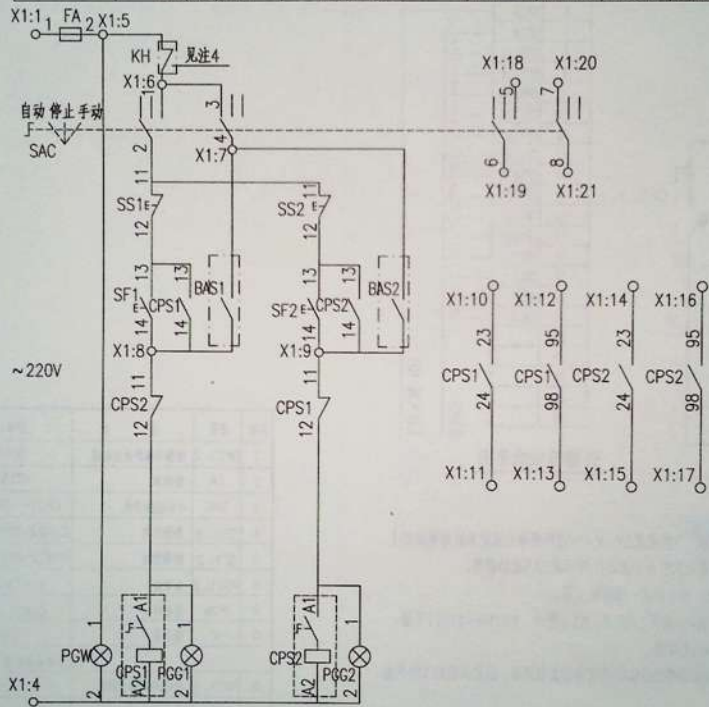 X1:1 1 FA 2 X1:5
KH 见注4
X1:6
X1:18 X1:20
1 3 5 7
自动 停止 手动
SAC
2 4 6 8
X1:7
X1:19 X1:21
11 11
SS1 E SS2 E
12 12
13 13 13 13
SF1 E CPS1 BAS1 SF2 E CPS2 BAS2
14 14 14 14
X1:8 X1:9
X1:10 X1:12 X1:14 X1:16
23 95 23 95
CPS1 CPS1 CPS2 CPS2
24 98 24 98
X1:11 X1:13 X1:15 X1:17
~220V
11 11
CPS2 CPS1
12 12
A1 1 A1 1
1
PGW CPS1 PGG1 CPS2 PGG2
2 A2 2 A2 2
X1:4